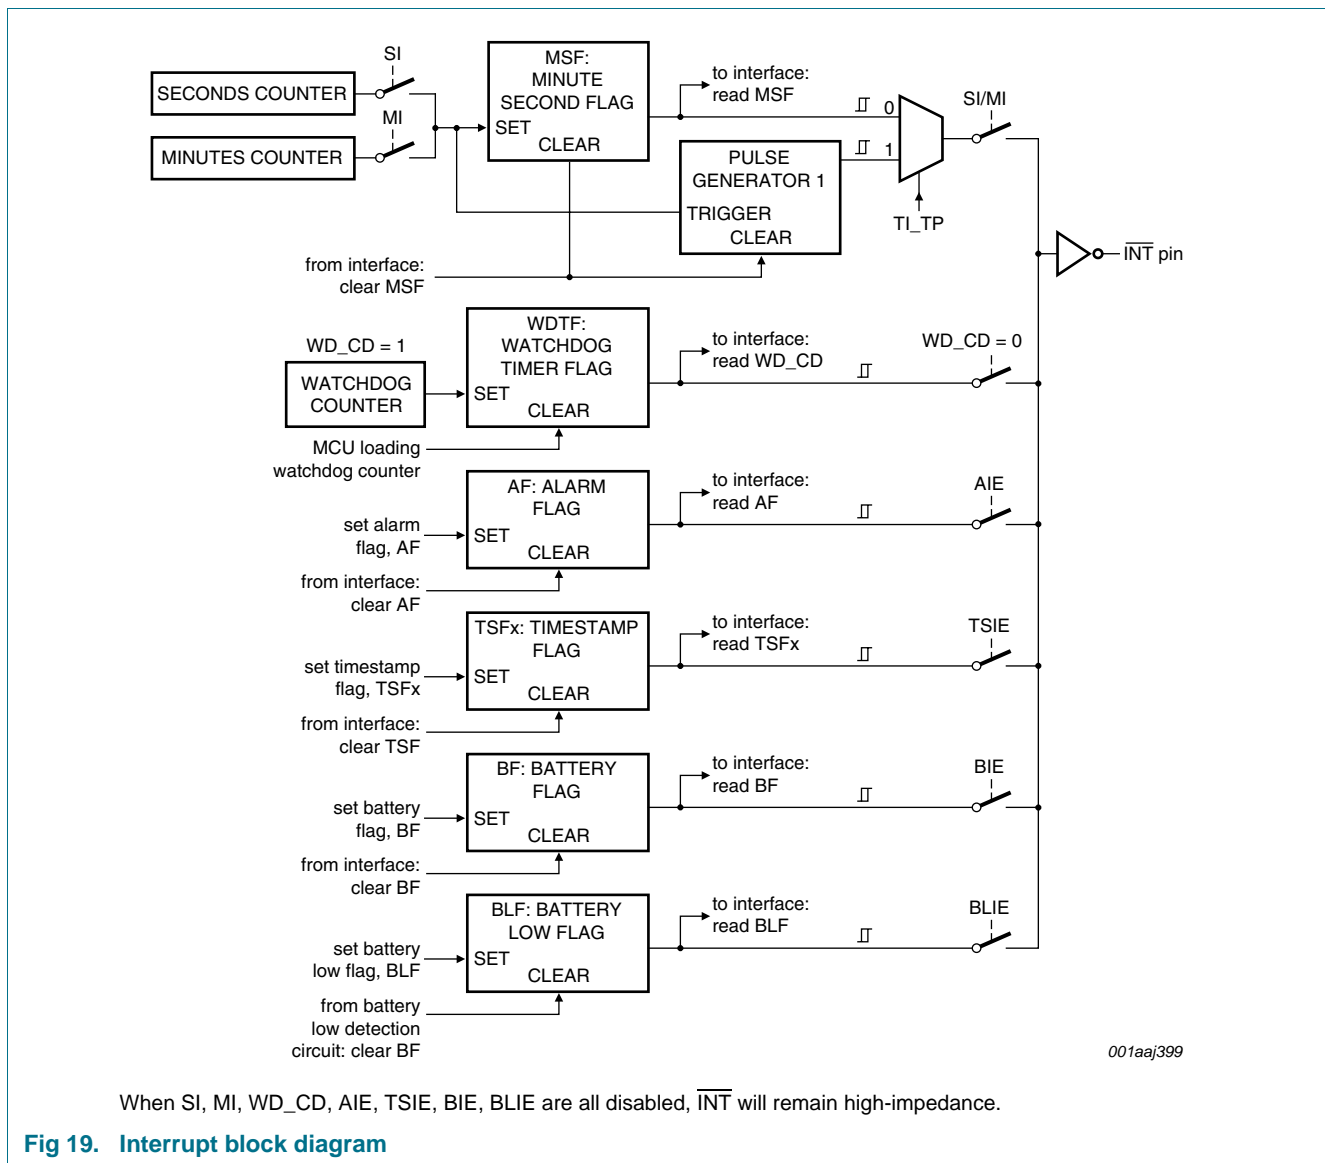 SI
SECONDS COUNTER
MI
MINUTES COUNTER
MSF:
MINUTE
SECOND FLAG
SET
CLEAR
to interface:
read MSF
0
1
SI/MI
PULSE
GENERATOR 1
TRIGGER
CLEAR
TI_TP
from interface:
clear MSF
INT pin
WD_CD = 1
WATCHDOG
COUNTER
WDTF:
WATCHDOG
TIMER FLAG
SET
CLEAR
to interface:
read WD_CD
WD_CD = 0
MCU loading
watchdog counter
AF: ALARM
FLAG
SET
CLEAR
to interface:
read AF
AIE
set alarm
flag, AF
from interface:
clear AF
TSFx: TIMESTAMP
FLAG
SET
CLEAR
to interface:
read TSFx
TSIE
set timestamp
flag, TSFx
from interface:
clear TSF
BF: BATTERY
FLAG
SET
CLEAR
to interface:
read BF
BIE
set battery
flag, BF
from interface:
clear BF
BLF: BATTERY
LOW FLAG
SET
CLEAR
to interface:
read BLF
BLIE
set battery
low flag, BLF
from battery
low detection
circuit: clear BF
001aaj399
When SI, MI, WD_CD, AIE, TSIE, BIE, BLIE are all disabled, INT will remain high-impedance.
Fig 19. Interrupt block diagram